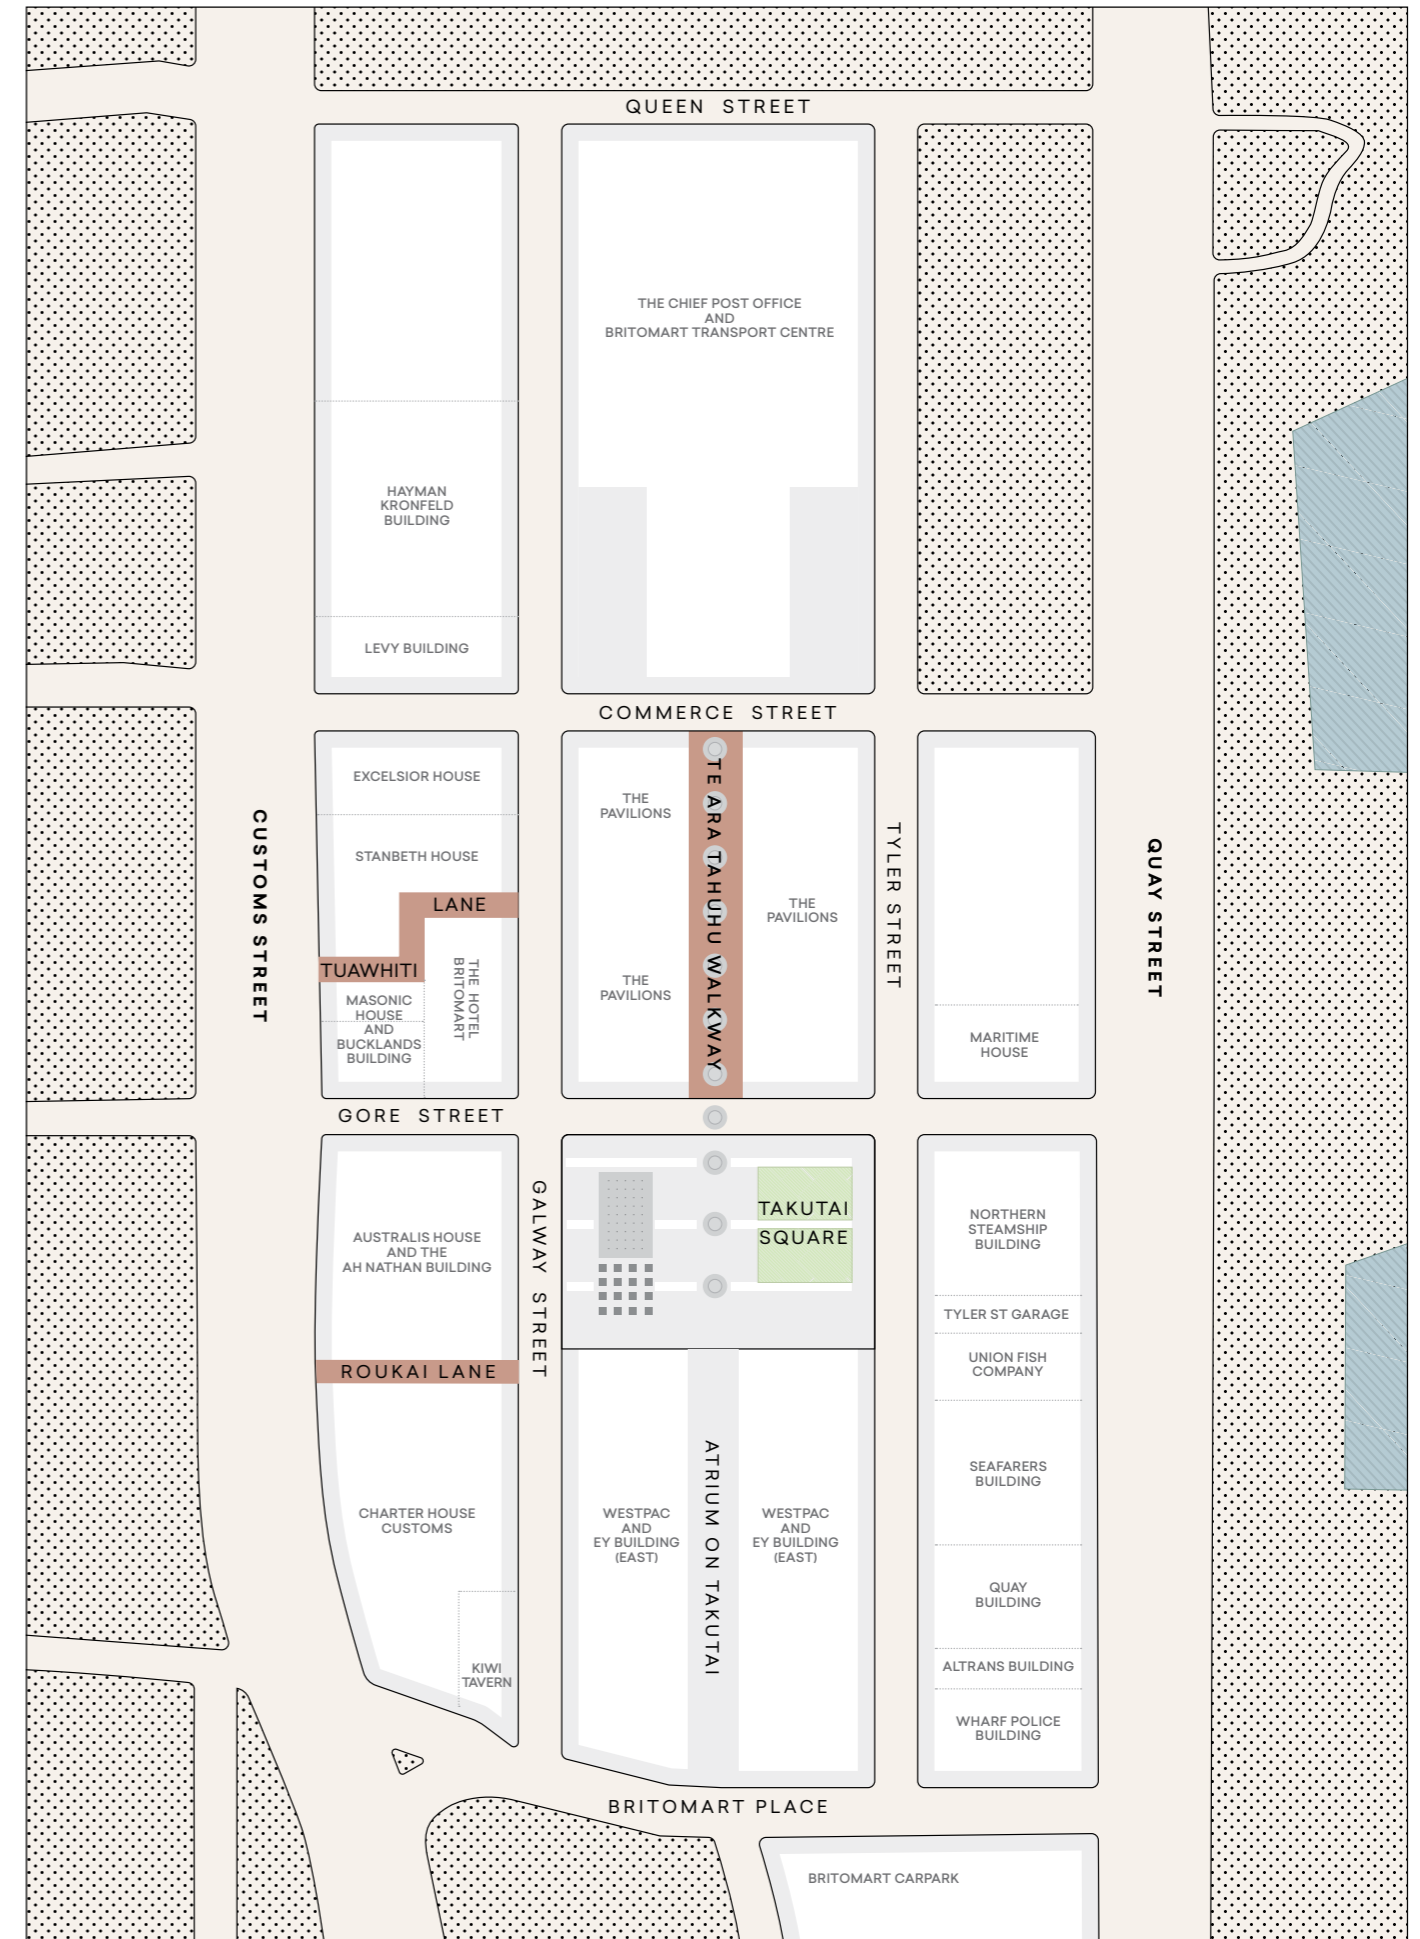 QUEEN STREET
THE CHIEF POST OFFICE
AND
BRITOMART TRANSPORT CENTRE
HAYMAN
KRONFELD
BUILDING
LEVY BUILDING
COMMERCE STREET
EXCELSIOR HOUSE
STANBETH HOUSE
LANE
TUAWHITI
MASONIC
HOUSE
AND
BUCKLANDS
BUILDING
THE HOTEL
BRITOMART
CUSTOMS STREET
THE
PAVILIONS
THE
PAVILIONS
TE ARA TAHUHU WALKWAY
THE
PAVILIONS
TYLER STREET
MARITIME
HOUSE
QUAY STREET
GORE STREET
AUSTRALIS HOUSE
AND THE
AH NATHAN BUILDING
GALWAY STREET
TAKUTAI
SQUARE
NORTHERN
STEAMSHIP
BUILDING
TYLER ST GARAGE
UNION FISH
COMPANY
ROUKAI LANE
SEAFARERS
BUILDING
CHARTER HOUSE
CUSTOMS
WESTPAC
AND
EY BUILDING
(EAST)
ATRIUM ON TAKUTAI
WESTPAC
AND
EY BUILDING
(EAST)
QUAY
BUILDING
KIWI
TAVERN
ALTRANS BUILDING
WHARF POLICE
BUILDING
BRITOMART PLACE
BRITOMART CARPARK